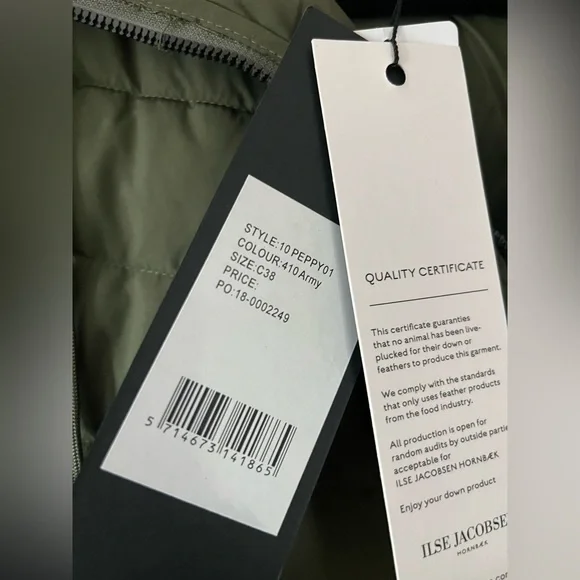 STYLE:10 PEPPY01
COLOUR:410 Army
SIZE:C38
PRICE:
PO:18-0002249
5 714673 141865
QUALITY CERTIFICATE
This certificate guaranties
that no animal has been live-
plucked for their down or
feathers to produce this garment.
We comply with the standards
that only uses feather products
from the food industry.
All production is open for
random audits by outside partie
acceptable for
ILSE JACOBSEN HORNBÆK
Enjoy your down product
ILSE JACOBSE
HORNBÆK